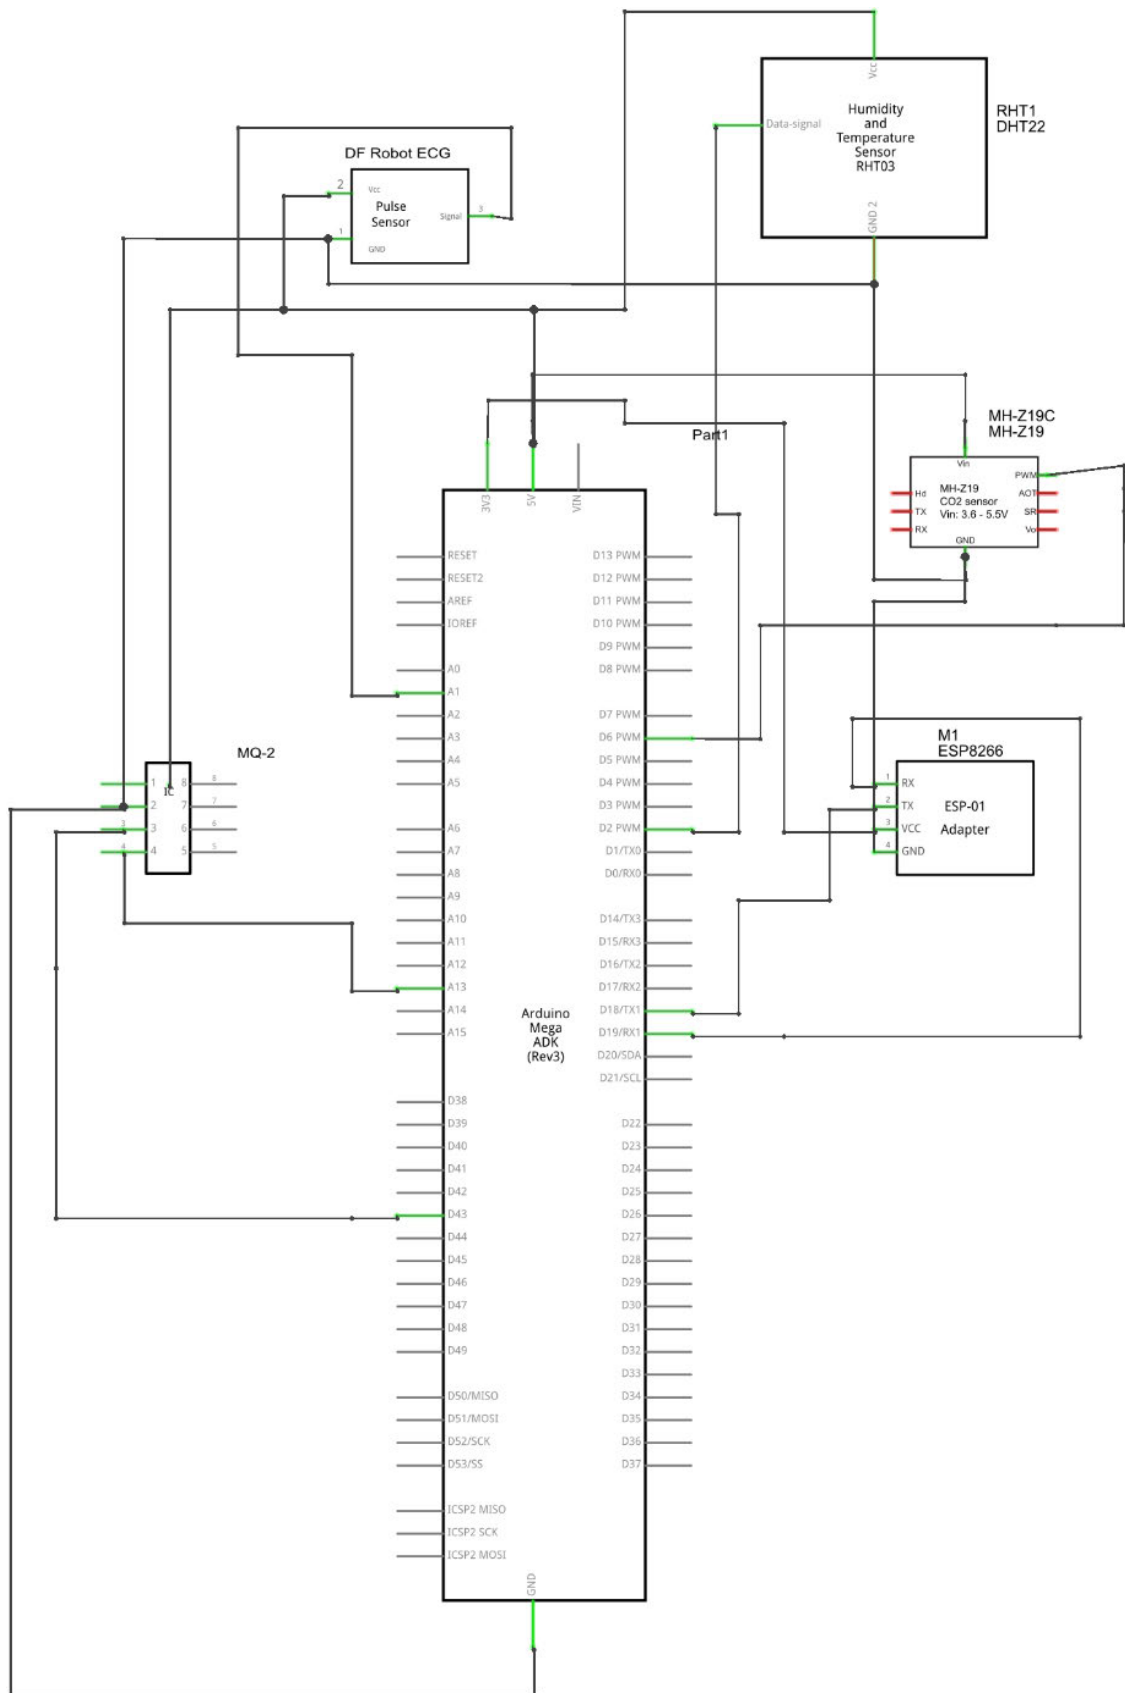 Vcc
Data-signal
Humidity
and
Temperature
Sensor
RHT03
GND 2
RHT1
DHT22
DF Robot ECG
2
Vcc
Pulse
Sensor
Signal
3
1
GND
Part1
MH-Z19C
MH-Z19
Vin
PWM
Hd
MH-Z19
AOT
TX
CO2 sensor
SR
RX
Vin: 3.6 - 5.5V
Vo
GND
3V3
5V
VIN
RESET
RESET2
AREF
IOREF
A0
A1
A2
A3
A4
A5
A6
A7
A8
A9
A10
A11
A12
A13
A14
A15
D38
D39
D40
D41
D42
D43
D44
D45
D46
D47
D48
D49
D50/MISO
D51/MOSI
D52/SCK
D53/SS
ICSP2 MISO
ICSP2 SCK
ICSP2 MOSI
D13 PWM
D12 PWM
D11 PWM
D10 PWM
D9 PWM
D8 PWM
D7 PWM
D6 PWM
D5 PWM
D4 PWM
D3 PWM
D2 PWM
D1/TX0
D0/RX0
D14/TX3
D15/RX3
D16/TX2
D17/RX2
D18/TX1
D19/RX1
D20/SDA
D21/SCL
D22
D23
D24
D25
D26
D27
D28
D29
D30
D31
D32
D33
D34
D35
D36
D37
Arduino
Mega
ADK
(Rev3)
GND
MQ-2
1
IC
8
8
2
7
7
3
3
6
6
4
4
5
5
M1
ESP8266
1
RX
2
TX
3
VCC
4
GND
ESP-01
Adapter